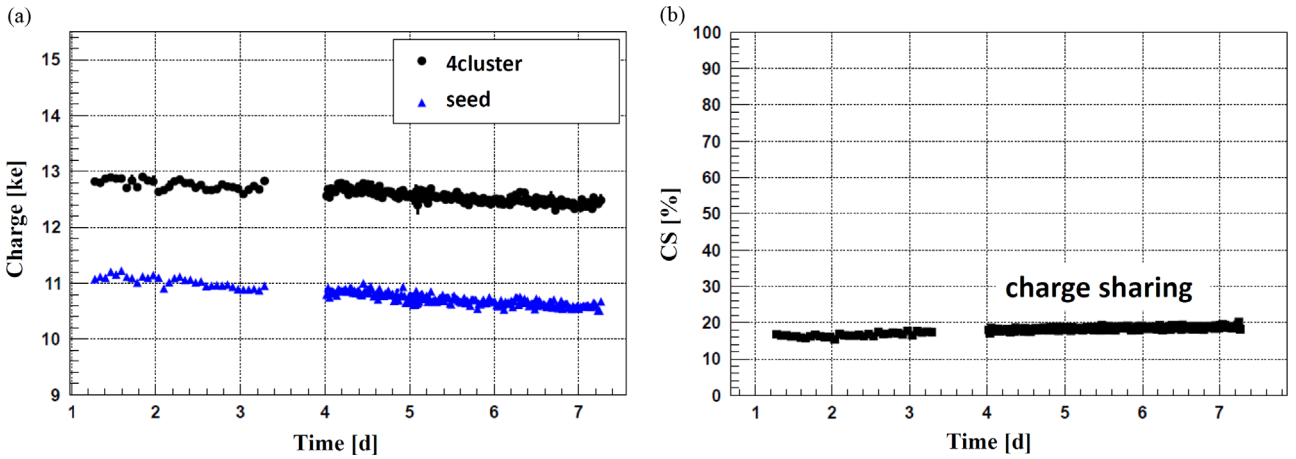 (a)
15
14
13
12
11
10
9
Charge [ke]
4cluster
seed
1 2 3 4 5 6 7
Time [d]
(b)
100
90
80
70
60
50
40
30
20
10
0
CS [%]
charge sharing
1 2 3 4 5 6 7
Time [d]